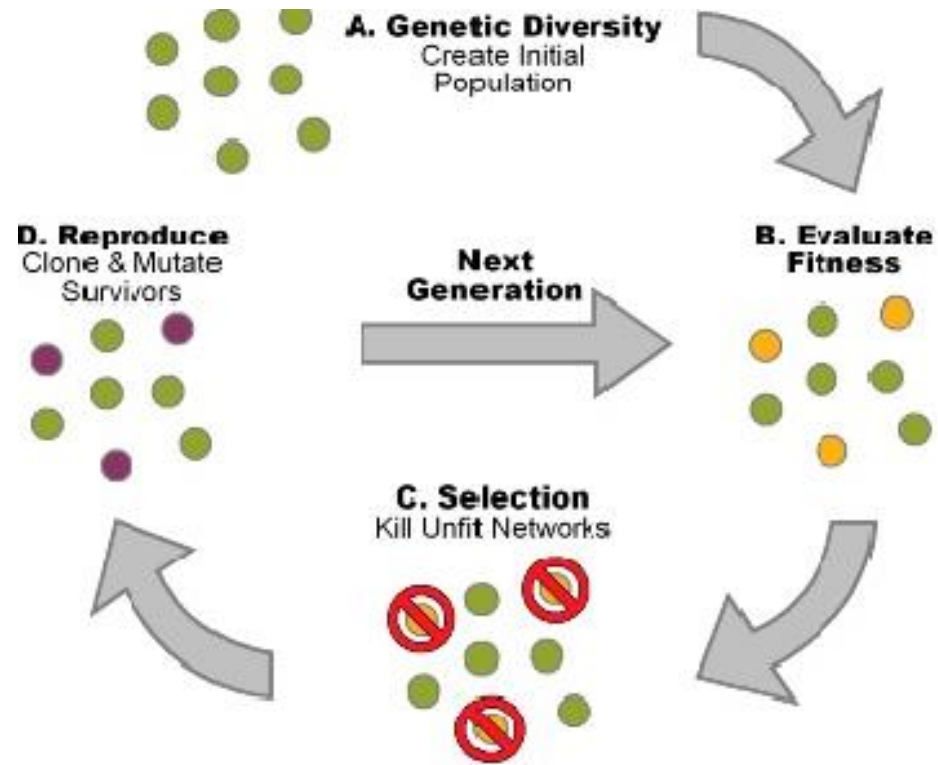 A. Genetic Diversity
Create Initial
Population
D. Reproduce
Clone & Mutate
Survivors
Next
Generation
B. Evaluate
Fitness
C. Selection
Kill Unfit Networks